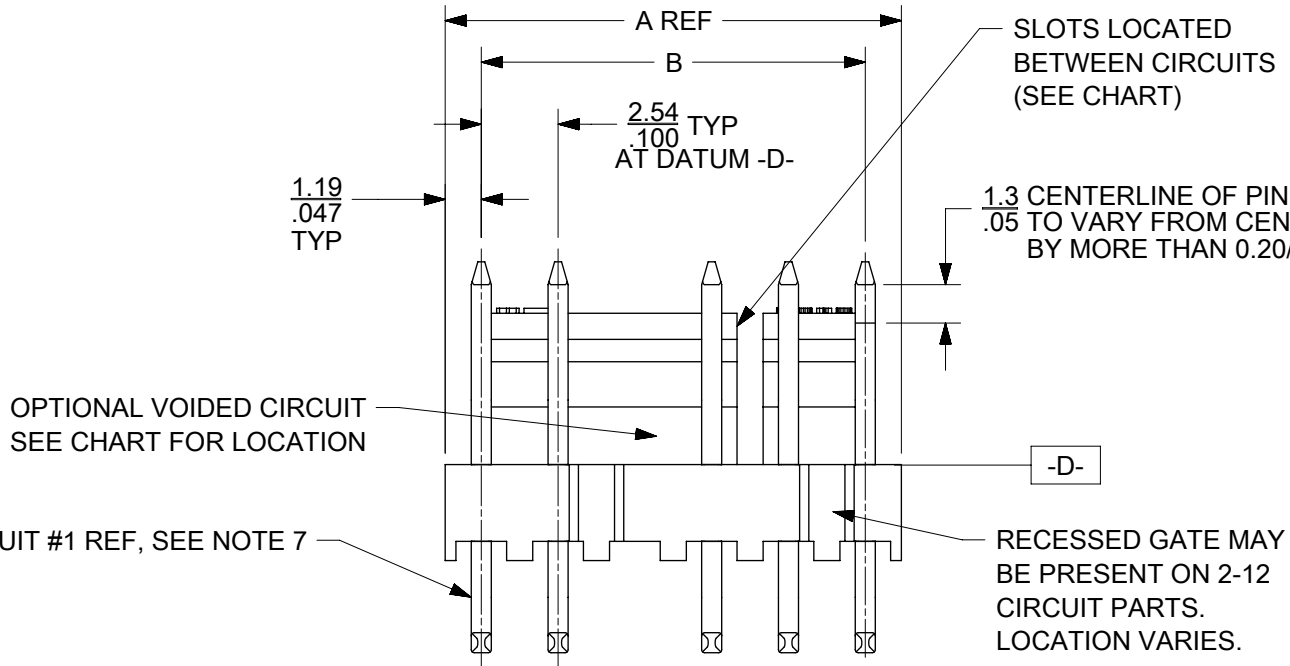 A REF
B
SLOTS LOCATED
BETWEEN CIRCUITS
(SEE CHART)
2.54
.100 TYP
AT DATUM -D-
1.19
.047
TYP
1.3 CENTERLINE OF PIN
.05 TO VARY FROM CEN
BY MORE THAN 0.20/
OPTIONAL VOIDED CIRCUIT
SEE CHART FOR LOCATION
-D-
UIT #1 REF, SEE NOTE 7
RECESSED GATE MAY
BE PRESENT ON 2-12
CIRCUIT PARTS.
LOCATION VARIES.